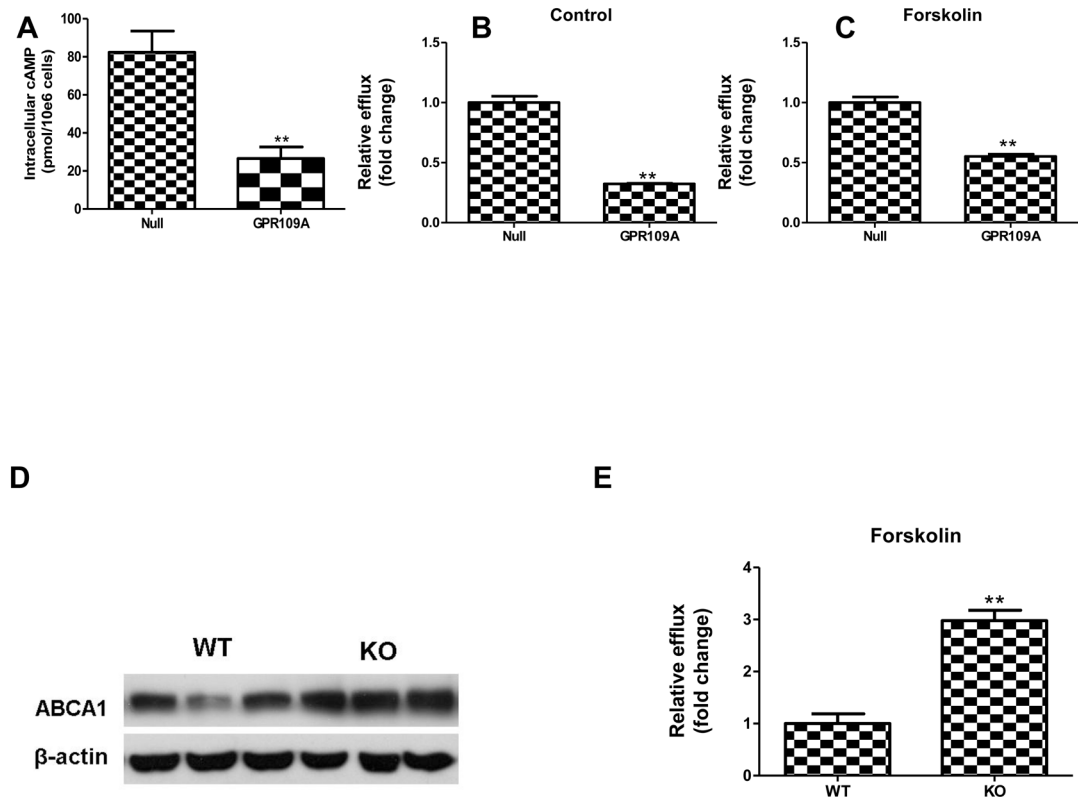 A
Intracellular cAMP
(pmol/10e6 cells)
100
80
60
40
20
0
**
Null
GPR109A
B
Control
Relative efflux
(fold change)
1.5
1.0
0.5
0.0
**
Null
GPR109A
C
Forskolin
Relative efflux
(fold change)
1.5
1.0
0.5
0.0
**
Null
GPR109A
D
WT
KO
ABCA1
β-actin
E
Forskolin
Relative efflux
(fold change)
4
3
2
1
0
**
WT
KO